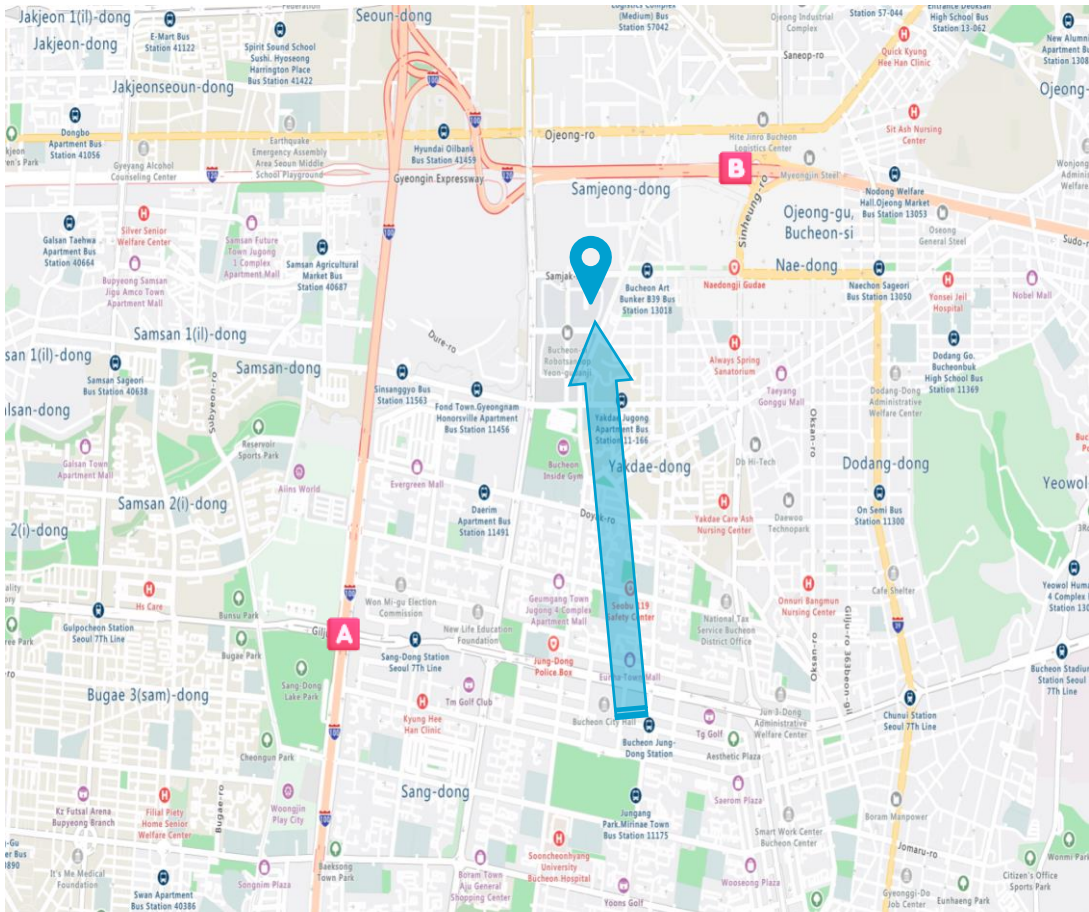 Jakjeon 1(il)-dong
Jakjeon-dong
E-Mart Bus
Station 41122
Spirit Sound School
Sushi. Hyoseong
Harrington Place
Bus Station 41422
Seoun-dong
(Medium) Bus
Station 57042
Ojeong Industrial
Complex
Station 57-044
Entrance Deoksan
High School Bus
Station 13-062
Saneop-ro
Quick Kyung
Hee Han Clinic
New Alumni
Apartment Bu
Jakjeonseoun-dong
Ojeong-
Dongbo
Apartment Bus
Station 41056
Gyeyang Alcohol
Counseling Center
Earthquake
Emergency Assembly
Area Seoun Middle
School Playground
Hyundai Oilbank
Bus Station 41459
Gyeongin Expressway
Ojeong-ro
Hite Jinro Bucheon
Logistics Center
Sit Ash Nursing
Center
Samjeong-dong
B
Myeongjin Steel
Nodong Welfare
Hall.Ojeong Market
Bus Station 13053
Galsan Taehwa
Apartment Bus
Station 40664
Silver Senior
Welfare Center
Samsan Future
Town Jugong
1 Complex
Apartment Mall
Samsan Agricultural
Market Bus
Station 40687
Bupyeong Samsan
Jigu Amco Town
Apartment Mall
Sinheung-ro
Ojeong-gu,
Bucheon-si
Oseong
General Steel
Sudo-ro
Nae-dong
Samjak-
Bucheon Art
Bunker B39 Bus
Station 13018
Naedongji Gudae
Naechon Sageori
Bus Station 13050
Yonsei Jeil
Hospital
Nobel Mall
Samsan 1(il)-dong
san 1(il)-dong
Samsan-dong
Dure-ro
Samsan Sageori
Bus Station 40638
Subyeon-ro
alsan-dong
Sinsanggyo Bus
Station 11563
Fond Town.Gyeongnam
Honorsville Apartment
Bus Station 11456
Always Spring
Sanatorium
Taeyang
Gonggu Mall
Dodang Go.
Bucheonbuk
High School Bus
Station 11369
Dodang-Dong
Administrative
Welfare Center
Yakdae Jugong
Apartment Bus
Station 11-166
Oksan-ro
Reservoir
Sports Park
Galsan Town
Apartment Mall
Aiins World
Evergreen Mall
Bucheon
Inside Gym
Yakdae-dong
Db Hi-Tech
Dodang-dong
Yeowol-
Samsan 2(i)-dong
2(i)-dong
Daerim
Apartment Bus
Station 11491
Doyak-ro
Yakdae Care Ash
Nursing Center
Daewoo
Technopark
On Semi Bus
Station 11300
Hs Care
Gulpocheon Station
Seoul 7th Line
Bunsu Park
Bugae Park
Won Mi-gu Election
Commission
New Life Education
Foundation
Geumgang Town
Jugong 4 Complex
Apartment Mall
Seobu 119
Safety Center
National Tax
Service Bucheon
District Office
Onnuri Bangmun
Nursing Center
Cafe Shelter
Yeowol Huma
4 Complex
A
Sang-Dong Station
Seoul 7Th Line
Jung-Dong
Police Box
Oksan-ro
Gilju-ro 363beon-gil
Bucheon Stadiu
Station Seoul
7Th Line
Bugae 3(sam)-dong
Sang-Dong
Lake Park
Tm Golf Club
Kyung Hee
Han Clinic
Bucheon City Hall
Bucheon Jung-
Dong Station
Tg Golf
Aesthetic Plaza
Jun 3-Dong
Administrative
Welfare Center
Chunui Station
Seoul 7Th Line
Cheongun Park
Sang-dong
Kz Futsal Arena
Bupyeong Branch
Filial Piety
Home Senior
Welfare Center
Bugae-ro
Woongjin
Play City
Jungang
Park.Mirinae Town
Bus Station 11175
Saerom Plaza
Smart Work Center
Bucheon Center
Boram Manpower
Jomaru-ro
It's Me Medical
Foundation
Swan Apartment
Bus Station 40386
Songnim Plaza
Baeksong
Town Park
Boram Town
Aju General
Shopping Center
Sooncheonhyang
University
Bucheon Hospital
Yoons Golf
Wooseong Plaza
Gyeonggi-Do
Job Center
Eunhaeng Park
Citizen's Office
Sports Park
Wonmi Par